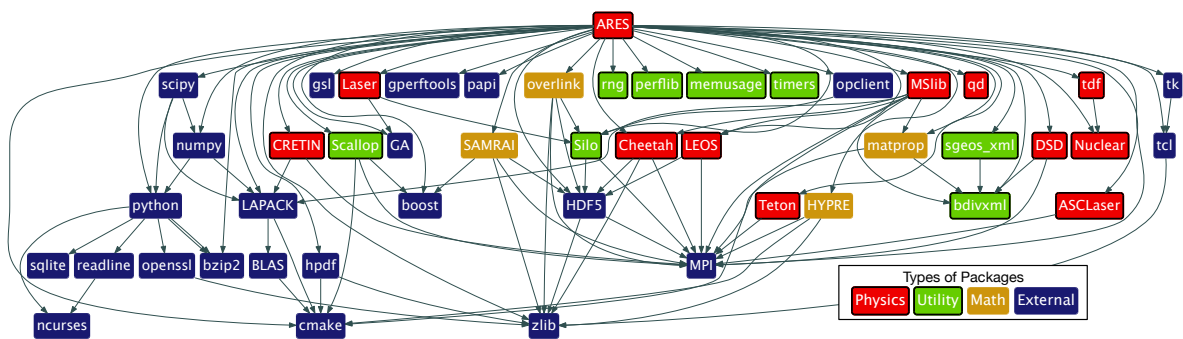 ARES
scipy gsl Laser gperftools papi overlink rng perflib memusage timers opclient MSlib qd tdf tk
numpy CRETIN Scallop GA SAMRAI Silo Cheetah LEOS matprop sgeos_xml DSD Nuclear tcl
python LAPACK boost HDF5 Teton HYPRE bdivxml ASCLaser
sqlite readline openssl bzip2 BLAS hpdf MPI
Types of Packages
Physics Utility Math External
ncurses cmake zlib